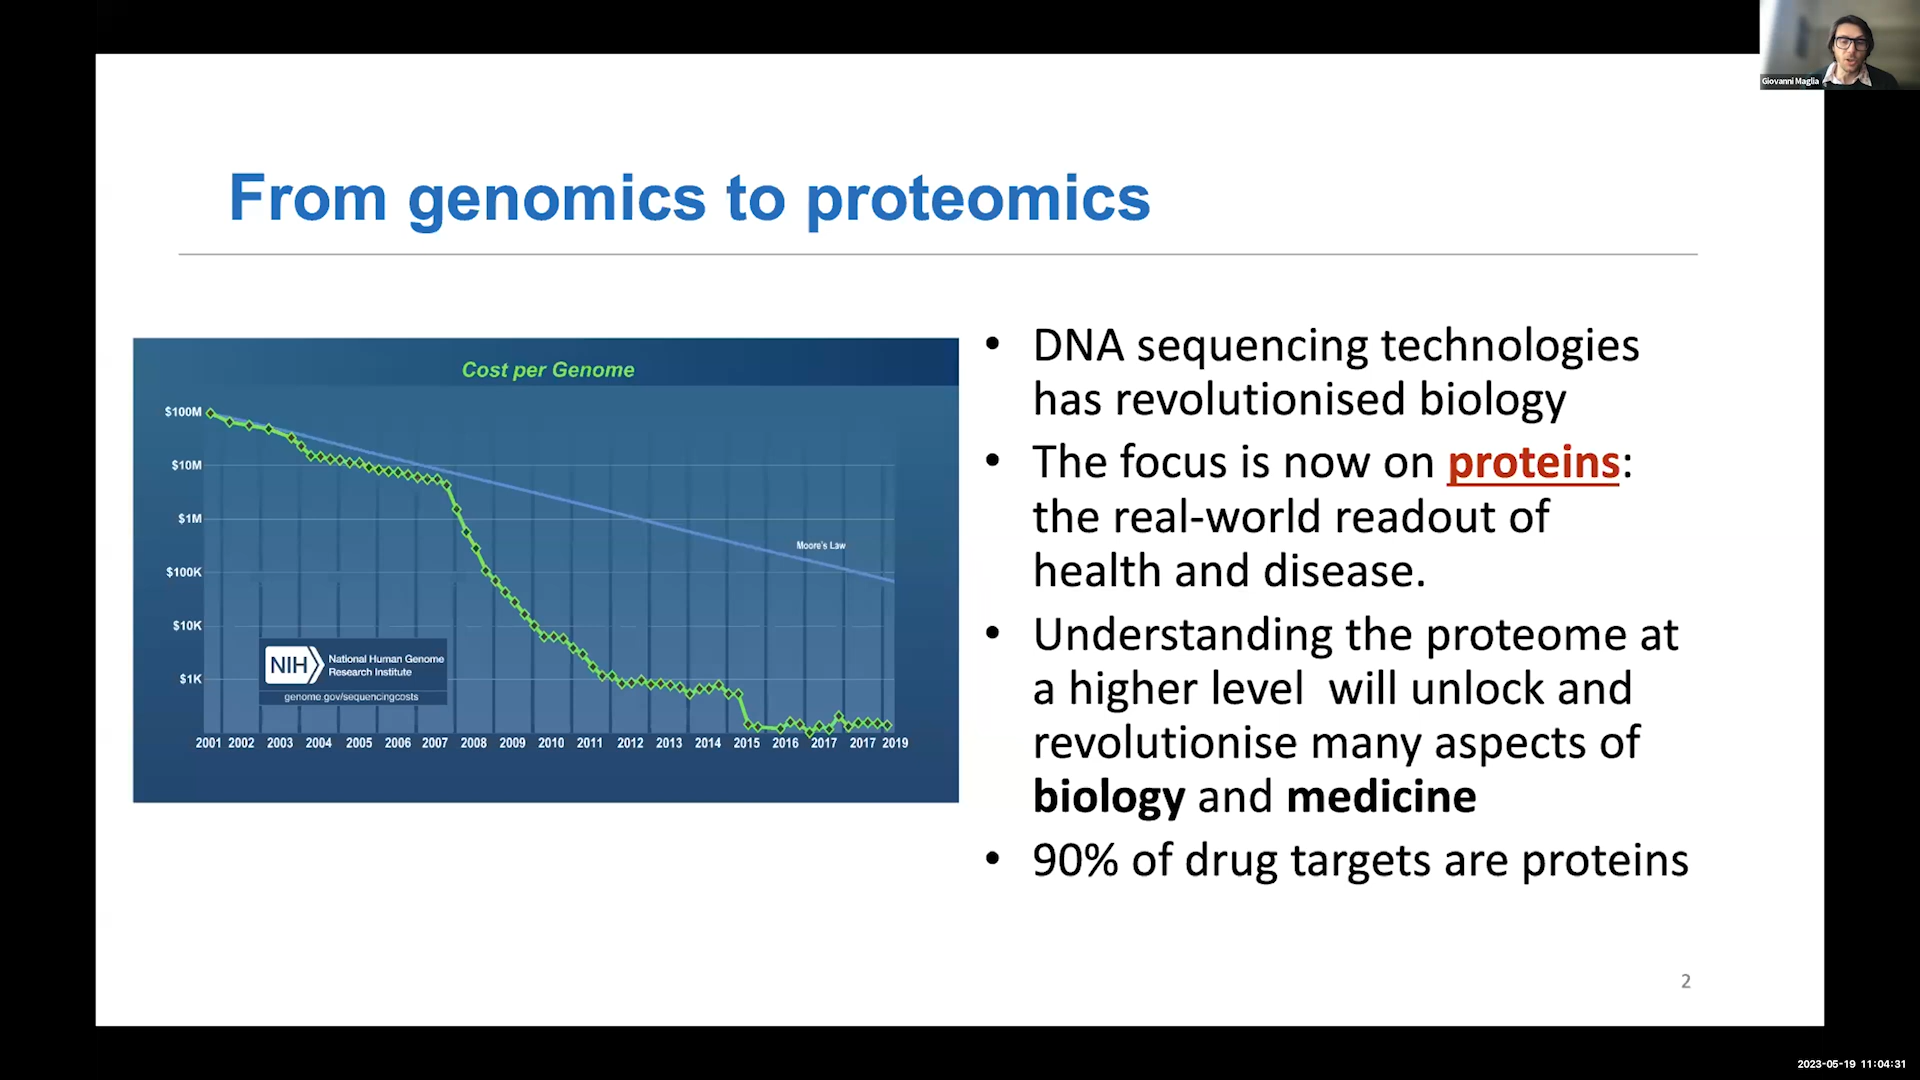 Giovanni Maglia
From genomics to proteomics
Cost per Genome
$100M
$10M
$1M
$100K
$10K
$1K
Moore's Law
NIH
National Human Genome
Research Institute
genome.gov/sequencingcosts
2001 2002 2003 2004 2005 2006 2007 2008 2009 2010 2011 2012 2013 2014 2015 2016 2017 2017 2019
• DNA sequencing technologies
has revolutionised biology
• The focus is now on proteins:
the real-world readout of
health and disease.
• Understanding the proteome at
a higher level will unlock and
revolutionise many aspects of
biology and medicine
• 90% of drug targets are proteins
2
2023-05-19 11:04:31